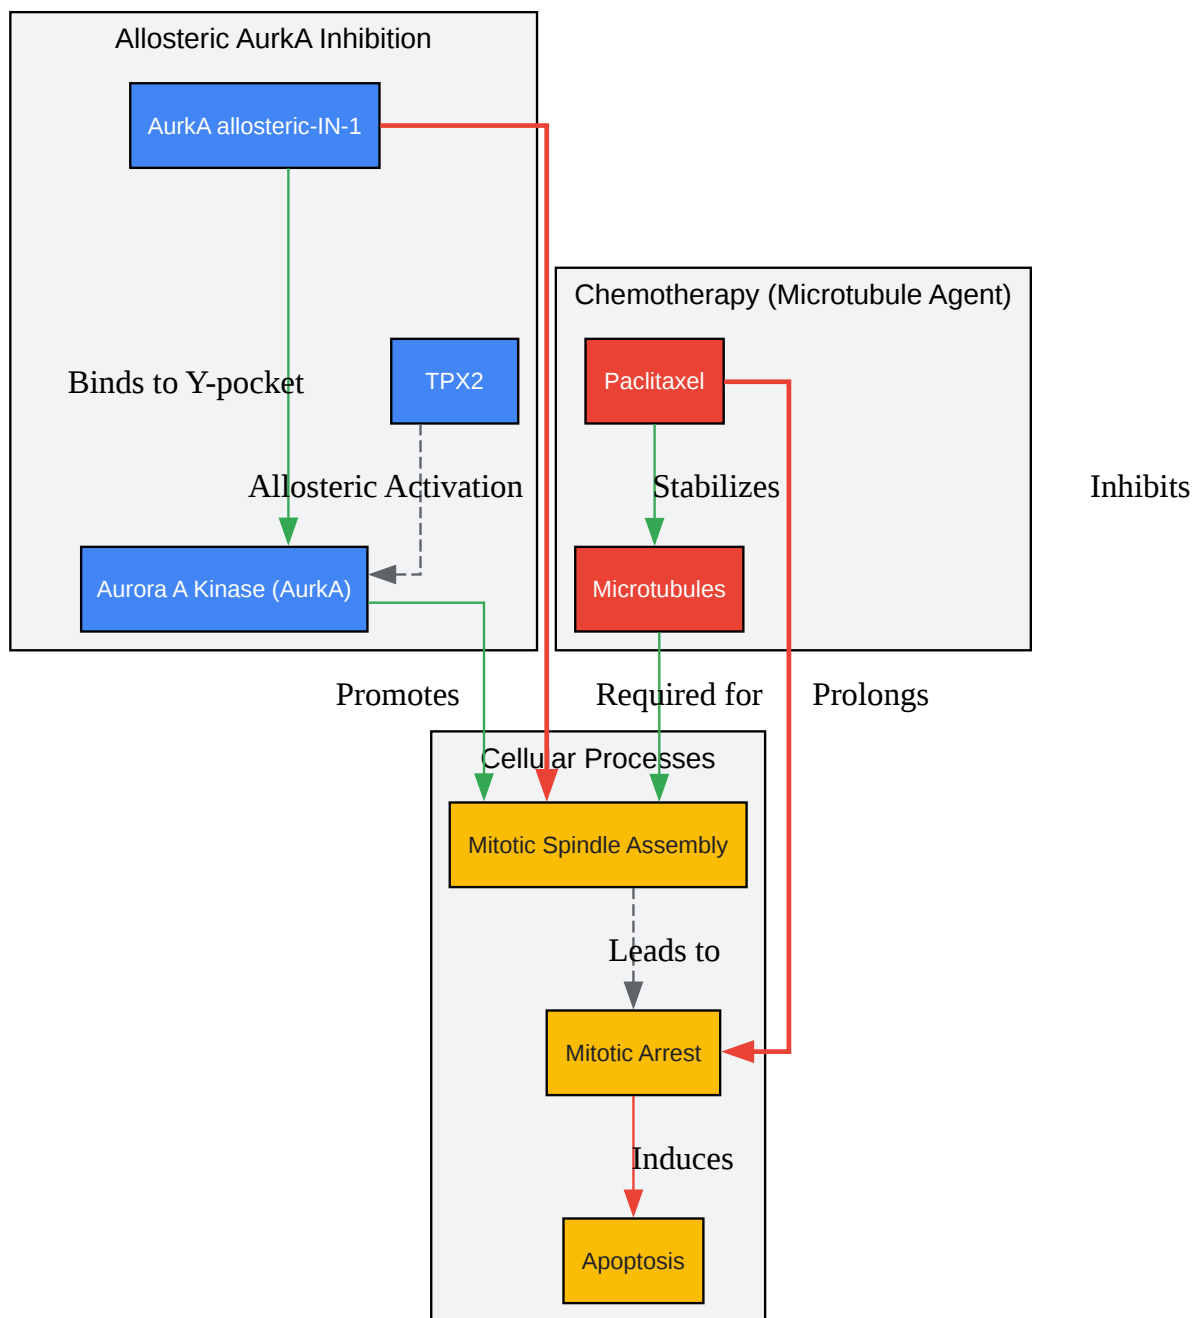 Allosteric AurkA Inhibition
AurkA allosteric-IN-1
Chemotherapy (Microtubule Agent)
TPX2
Paclitaxel
Binds to Y-pocket
Allosteric Activation
Stabilizes
Inhibits
Aurora A Kinase (AurkA)
Microtubules
Promotes
Required for
Prolongs
Cellular Processes
Mitotic Spindle Assembly
Leads to
Mitotic Arrest
Induces
Apoptosis